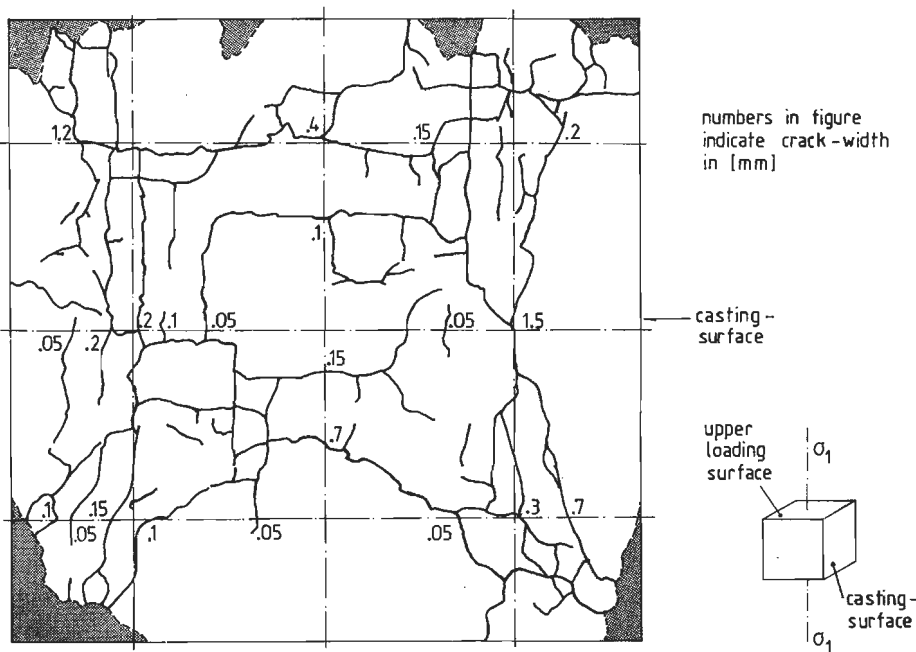 numbers in figure
indicate crack-width
in [mm]
1.2
.4
.15
.2
.1
.2
.1
.05
.05
1.5
casting-
surface
.05
.2
.15
.7
.1
.15
.05
.1
.05
.05
.3
.7
upper
loading
surface
σ1
casting-
surface
σ1